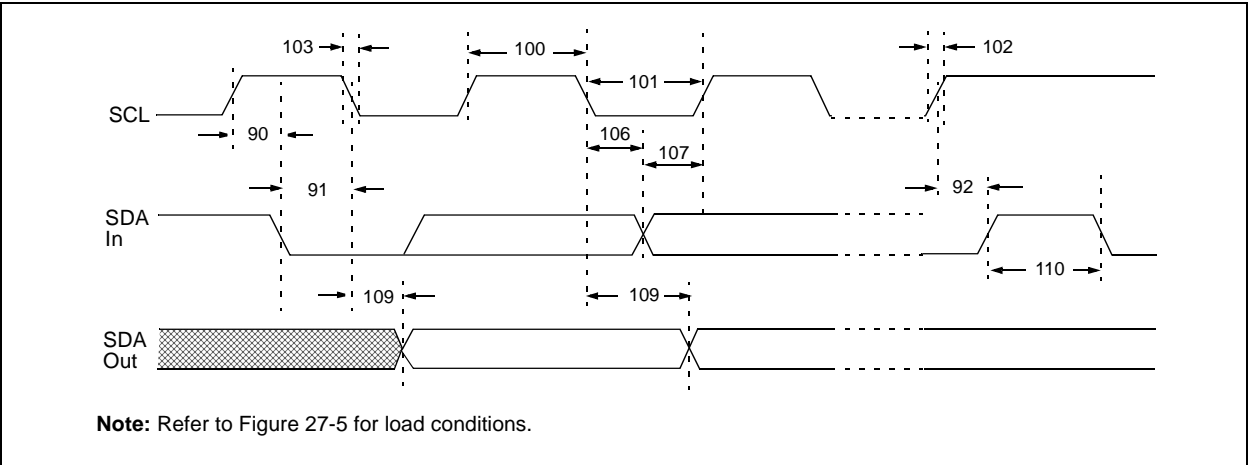 103
100
102
101
SCL
90
106
107
91
92
SDA
In
110
109
109
SDA
Out
Note: Refer to Figure 27-5 for load conditions.